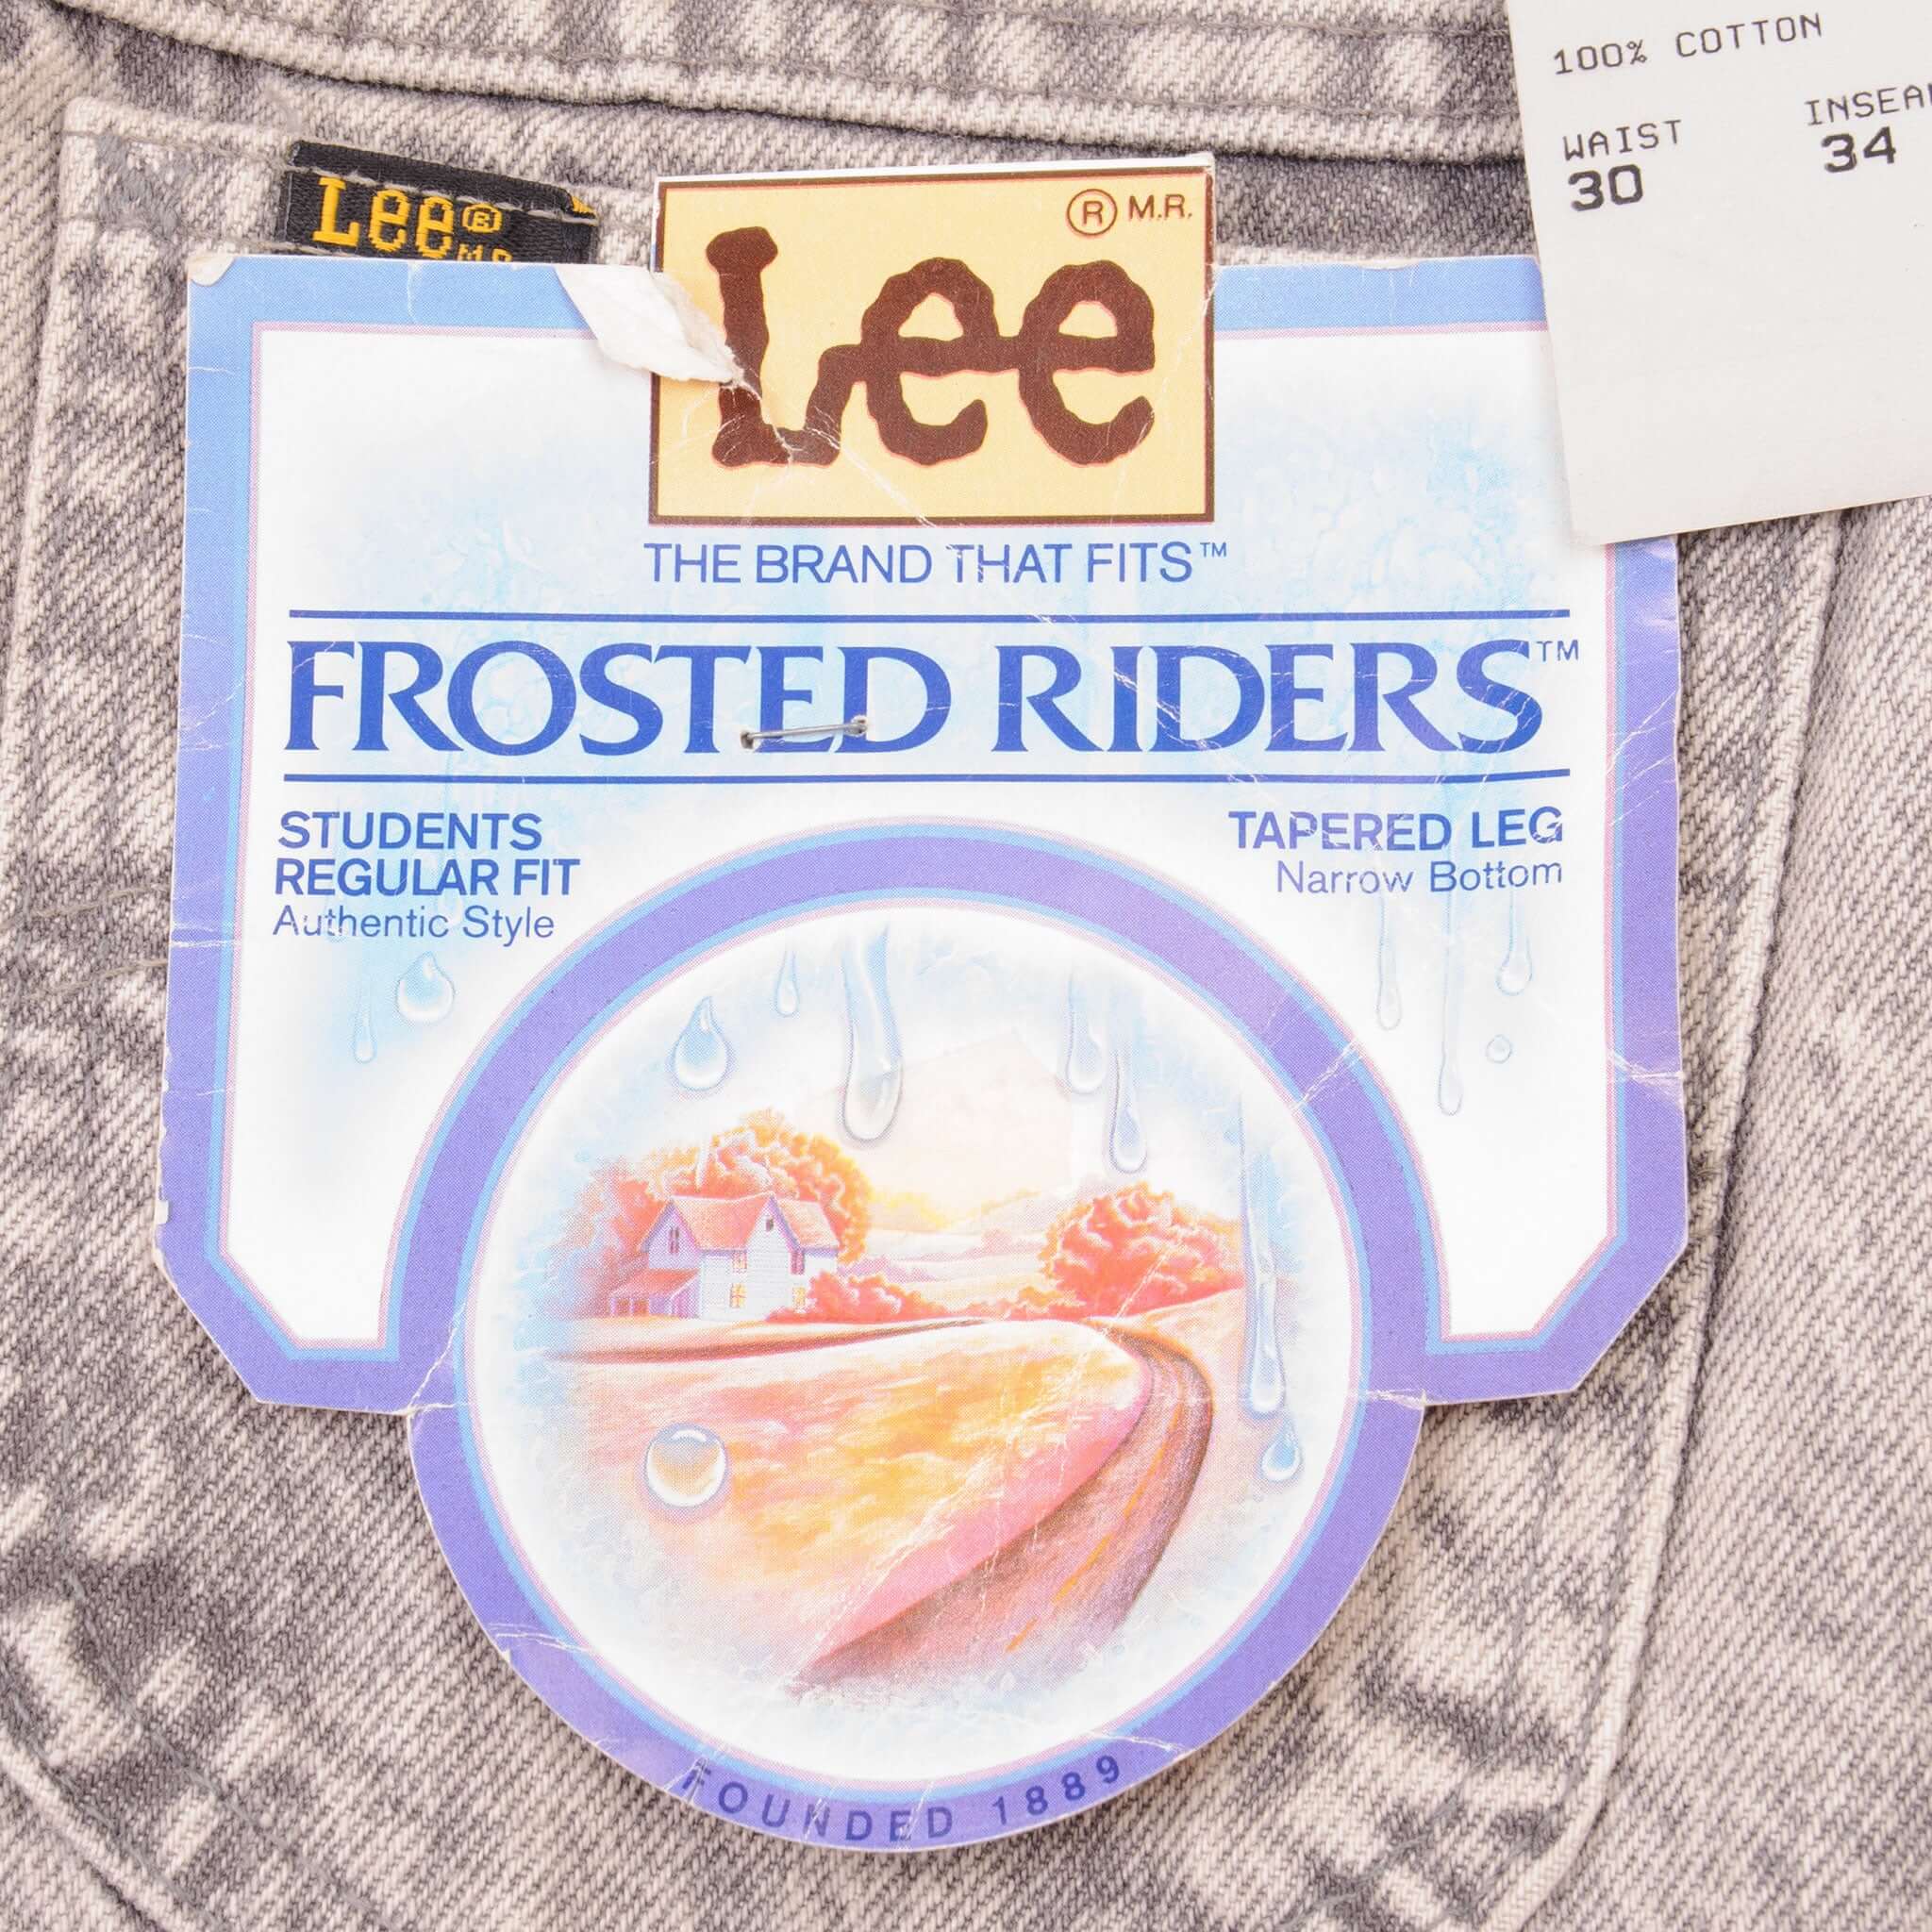 100% COTTON
WAIST
30
34
Lee®
Lee
® M.R.
THE BRAND THAT FITS™
FROSTED RIDERS™
STUDENTS
REGULAR FIT
Authentic Style
TAPERED LEG
Narrow Bottom
FOUNDED 1889